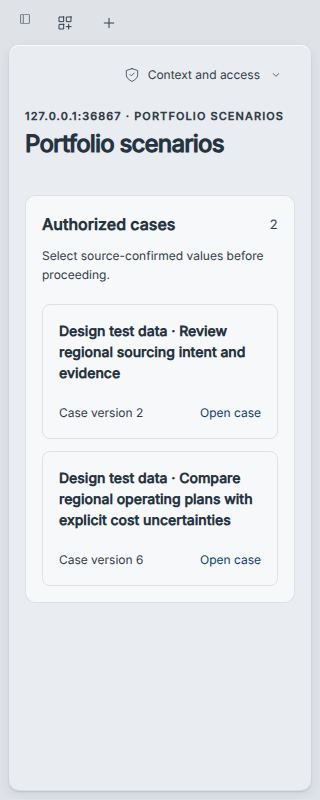 Context and access
127.0.0.1:36867 · PORTFOLIO SCENARIOS
Portfolio scenarios
Authorized cases 2
Select source-confirmed values before
proceeding.
Design test data · Review
regional sourcing intent and
evidence
Case version 2 Open case
Design test data · Compare
regional operating plans with
explicit cost uncertainties
Case version 6 Open case